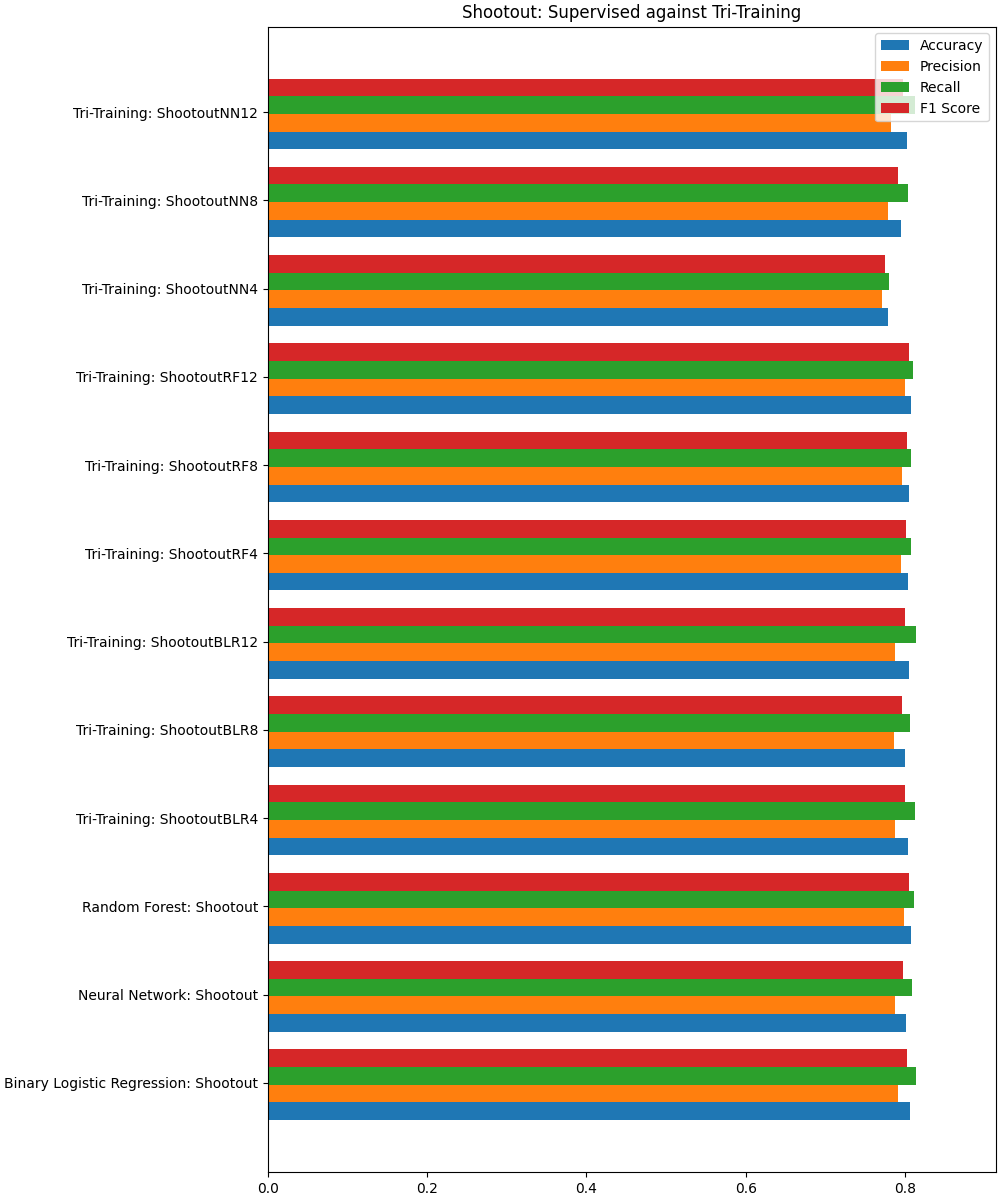 Shootout: Supervised against Tri-Training
Accuracy
Precision
Recall
F1 Score
Tri-Training: ShootoutNN12
Tri-Training: ShootoutNN8
Tri-Training: ShootoutNN4
Tri-Training: ShootoutRF12
Tri-Training: ShootoutRF8
Tri-Training: ShootoutRF4
Tri-Training: ShootoutBLR12
Tri-Training: ShootoutBLR8
Tri-Training: ShootoutBLR4
Random Forest: Shootout
Neural Network: Shootout
Binary Logistic Regression: Shootout
0.0 0.2 0.4 0.6 0.8